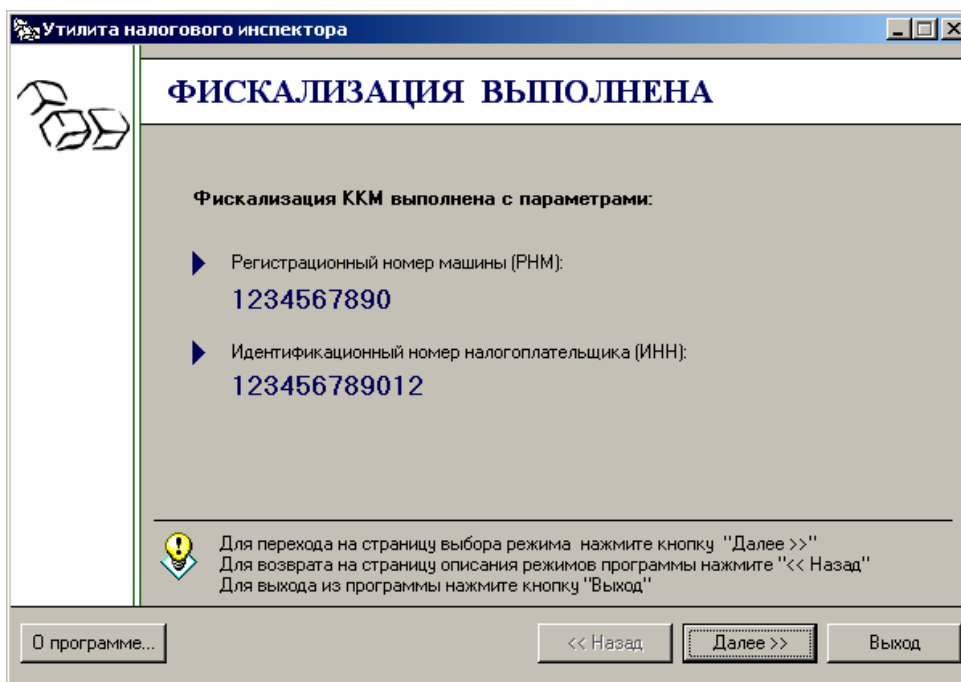 Утилита налогового инспектора
ФИСКАЛИЗАЦИЯ ВЫПОЛНЕНА
Фискализация ККМ выполнена с параметрами:
Регистрационный номер машины (РНМ):
1234567890
Идентификационный номер налогоплательщика (ИНН):
123456789012
Для перехода на страницу выбора режима нажмите кнопку "Далее >>"
Для возврата на страницу описания режимов программы нажмите "<< Назад"
Для выхода из программы нажмите кнопку "Выход"
О программе...
<< Назад
Далее >>
Выход